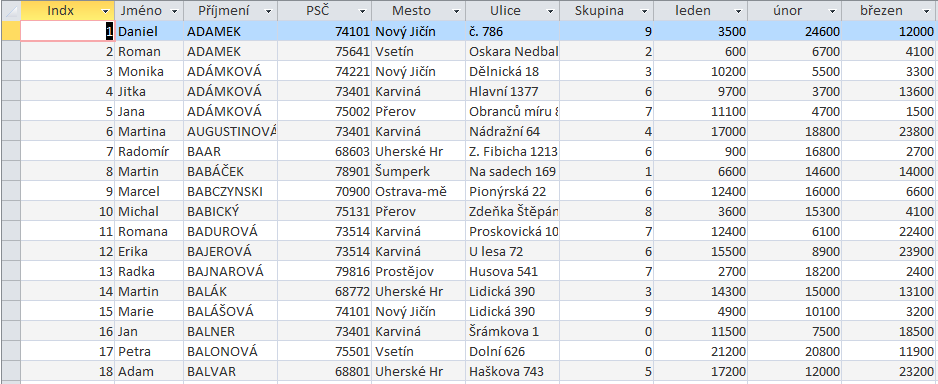 Indx Jméno Příjmení PSČ Mesto Ulice Skupina leden únor březen
1 Daniel ADAMEK 74101 Nový Jičín č. 786 9 3500 24600 12000
2 Roman ADAMEK 75641 Vsetín Oskara Nedbal 2 600 6700 4100
3 Monika ADÁMKOVÁ 74221 Nový Jičín Dělnická 18 3 10200 5500 3300
4 Jitka ADÁMKOVÁ 73401 Karviná Hlavní 1377 6 9700 3700 13600
5 Jana ADÁMKOVÁ 75002 Přerov Obranců míru 7 11100 4700 1500
6 Martina AUGUSTINOVÁ 73401 Karviná Nádražní 64 4 17000 18800 23800
7 Radomír BAAR 68603 Uherské Hr Z. Fibicha 1213 6 900 16800 2700
8 Martin BABÁČEK 78901 Šumperk Na sadech 169 1 6600 14600 14000
9 Marcel BABCZYNSKI 70900 Ostrava-mě Pionýrská 22 6 12400 16000 6600
10 Michal BABICKÝ 75131 Přerov Zdeňka Štěpán 8 3600 15300 4100
11 Romana BADUROVÁ 73514 Karviná Proskovická 10 7 12400 6100 22400
12 Erika BAJEROVÁ 73514 Karviná U lesa 72 6 15500 8900 23900
13 Radka BAJNAROVÁ 79816 Prostějov Husova 541 7 2700 18200 2400
14 Martin BALÁK 68772 Uherské Hr Lidická 390 3 14300 15000 13100
15 Marie BALÁŠOVÁ 74101 Nový Jičín Lidická 390 9 4900 10100 3200
16 Jan BALNER 73401 Karviná Šrámkova 1 0 11500 7500 18500
17 Petra BALONOVÁ 75501 Vsetín Dolní 626 0 21200 20800 11900
18 Adam BALVAR 68801 Uherské Hr Haškova 743 5 17200 12000 23200